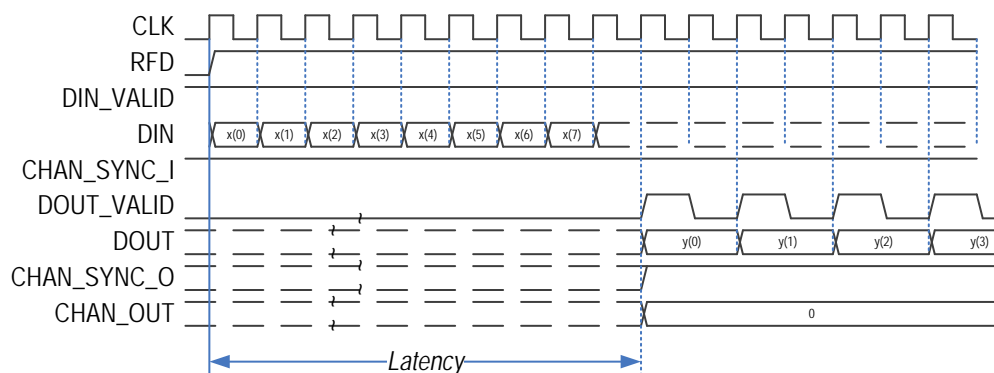 CLK
RFD
DIN_VALID
DIN x(0) x(1) x(2) x(3) x(4) x(5) x(6) x(7)
CHAN_SYNC_I
DOUT_VALID
DOUT y(0) y(1) y(2) y(3)
CHAN_SYNC_O
CHAN_OUT 0
Latency